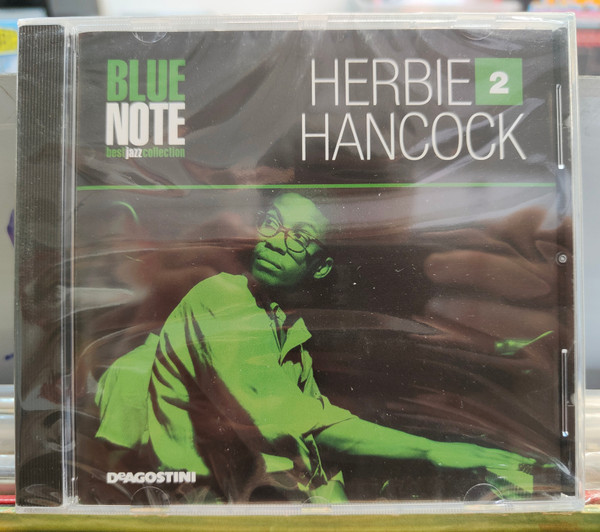 BLUE
NOTE
best jazz collection
HERBIE 2
HANCOCK
DeAGOSTINI